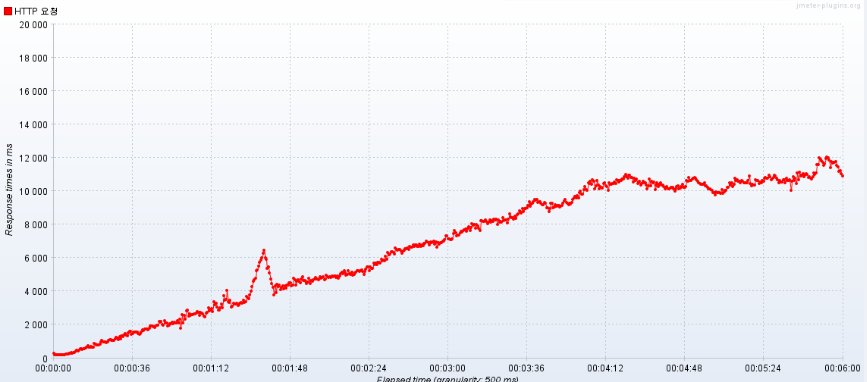 jmeter-plugins.org
HTTP 요청
20 000
18 000
16 000
14 000
12 000
10 000
8 000
6 000
4 000
2 000
0
Response times in ms
00:00:00 00:00:36 00:01:12 00:01:48 00:02:24 00:03:00 00:03:36 00:04:12 00:04:48 00:05:24 00:06:00
Elapsed time (granularity: 500 ms)